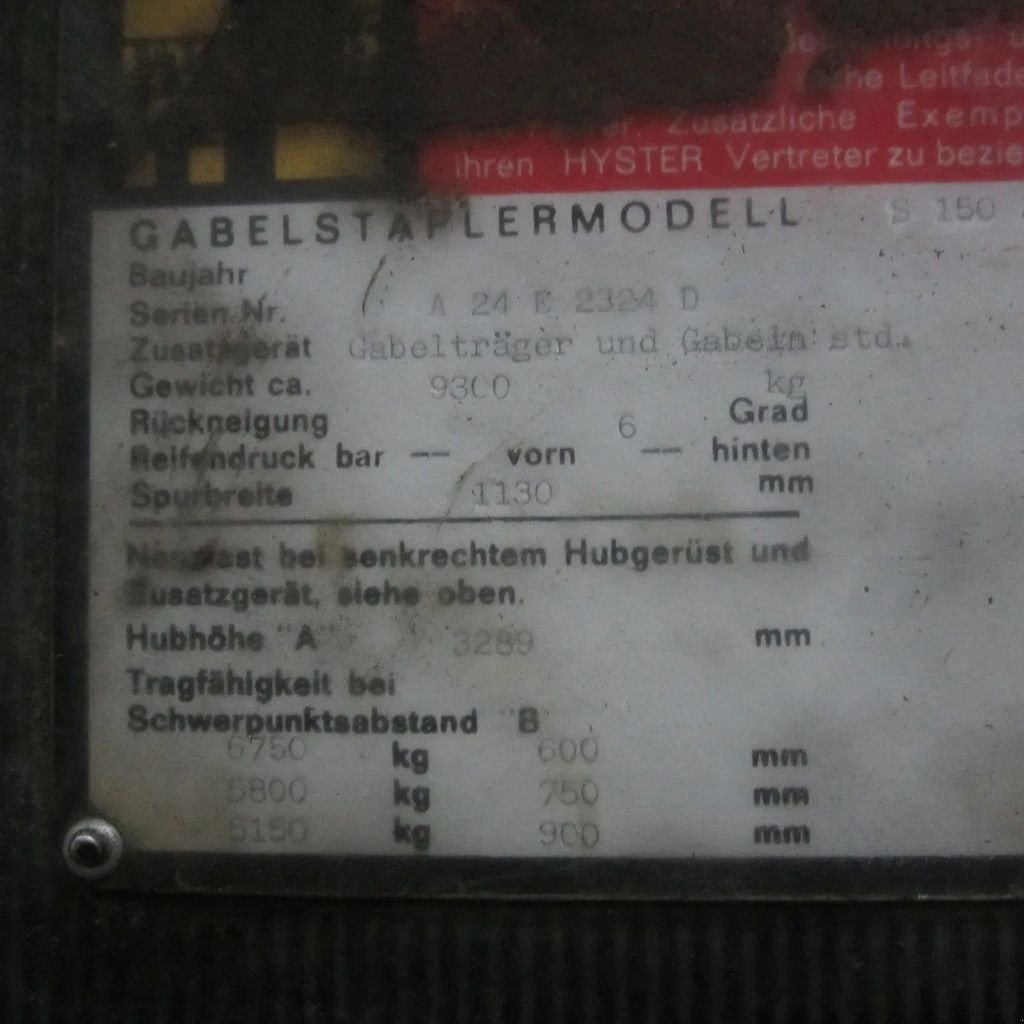 he Leitfade
Zusätzliche Exemp
ihren HYSTER Vertreter zu bezie
GABELSTAPLERMODELL S 150
Baujahr
Serien Nr. A 24 E 2324 D
Zusatzgerät Gabelträger und Gabeln std.
Gewicht ca. 9300 kg
Rückneigung 6 Grad
Reifendruck bar -- vorn -- hinten
Spurbreite 1130 mm
Nennlast bei senkrechtem Hubgerüst und
Zusatzgerät, siehe oben.
Hubhöhe "A" 3289 mm
Tragfähigkeit bei
Schwerpunktsabstand "B
6750 kg 600 mm
5800 kg 750 mm
5150 kg 900 mm